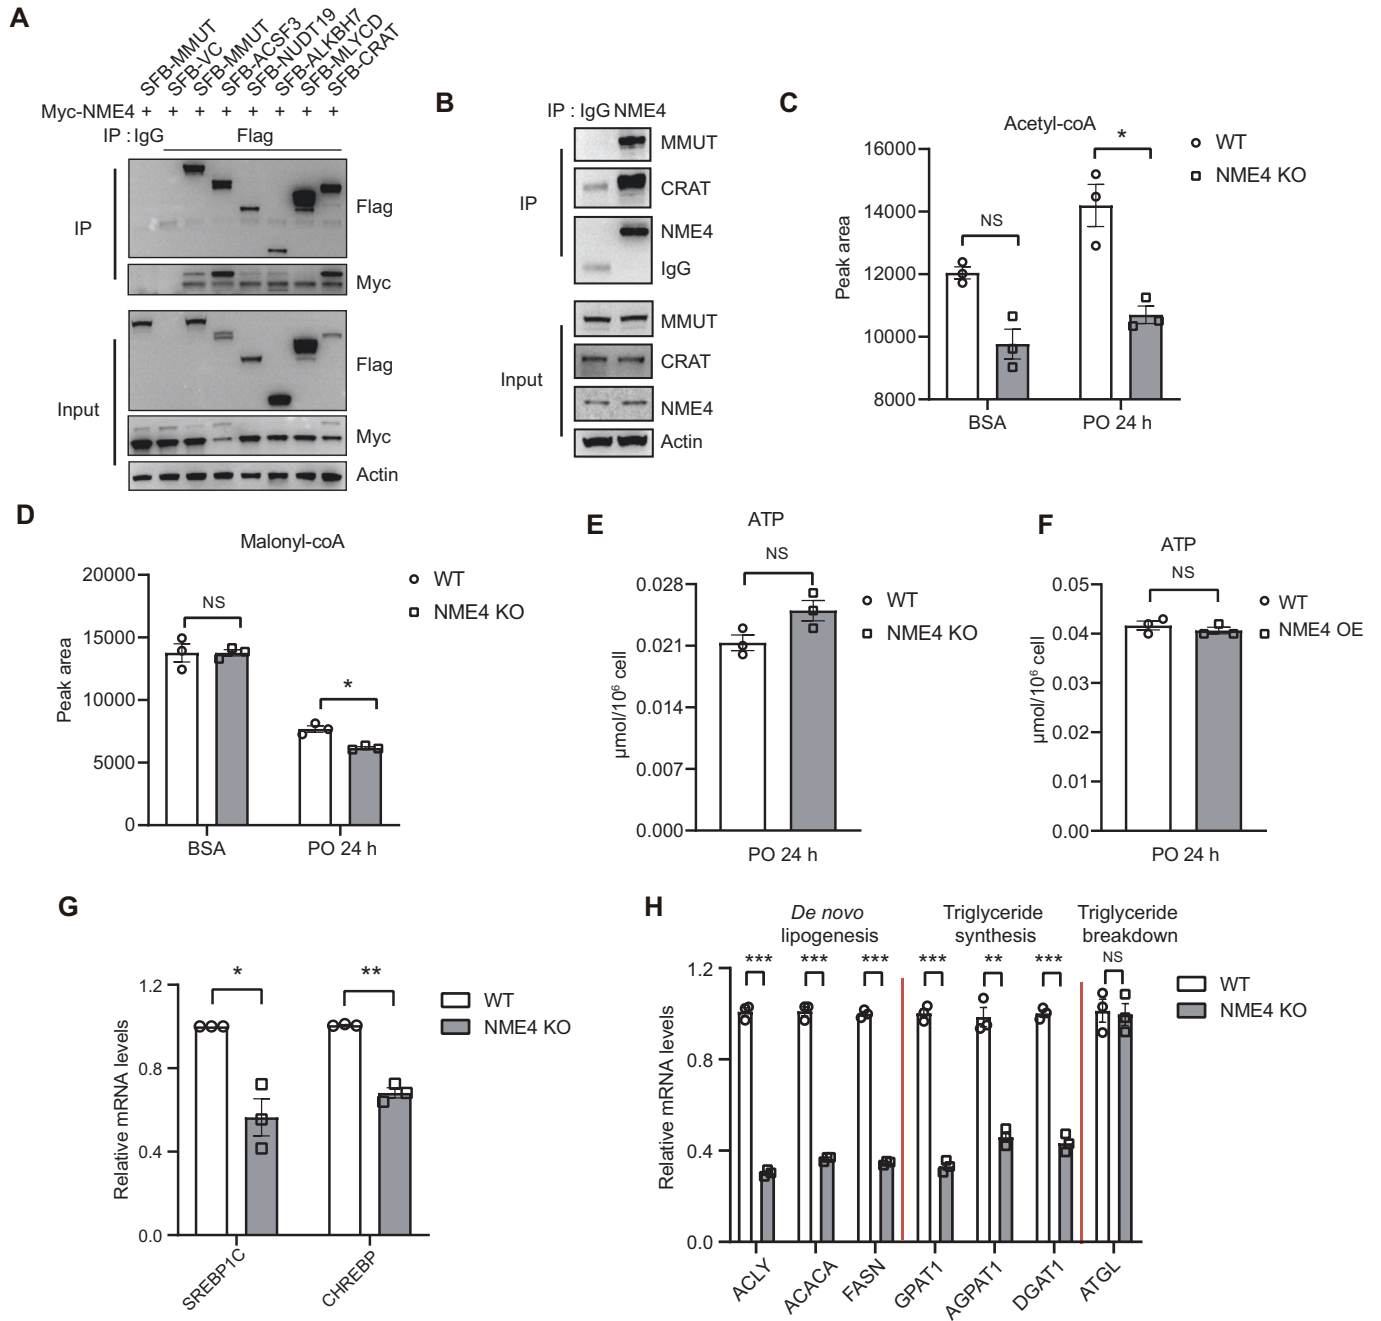 A
SFB-MMUT
SFB-VC
SFB-MMUT
SFB-ACSF3
SFB-NUDT19
SFB-ALKBH7
SFB-MLYCD
SFB-CRAT
Myc-NME4 + + + + + + + +
IP : IgG Flag
IP
Flag
Myc
Input
Flag
Myc
Actin
B
IP : IgG NME4
IP
MMUT
CRAT
NME4
IgG
Input
MMUT
CRAT
NME4
Actin
C
Acetyl-coA
Peak area
16000
14000
12000
10000
8000
NS
*
BSA
PO 24 h
WT
NME4 KO
D
Malonyl-coA
Peak area
20000
15000
10000
5000
0
NS
*
BSA
PO 24 h
WT
NME4 KO
E
ATP
NS
μmol/10⁶ cell
0.028
0.021
0.014
0.007
0.000
PO 24 h
WT
NME4 KO
F
ATP
NS
μmol/10⁶ cell
0.05
0.04
0.03
0.02
0.01
0.00
PO 24 h
WT
NME4 OE
G
Relative mRNA levels
1.2
0.8
0.4
0.0
*
**
SREBP1C
CHREBP
WT
NME4 KO
H
De novo
lipogenesis
Triglyceride
synthesis
Triglyceride
breakdown
*** *** *** *** ** *** NS
Relative mRNA levels
1.2
0.8
0.4
0.0
ACLY
ACACA
FASN
GPAT1
AGPAT1
DGAT1
ATGL
WT
NME4 KO